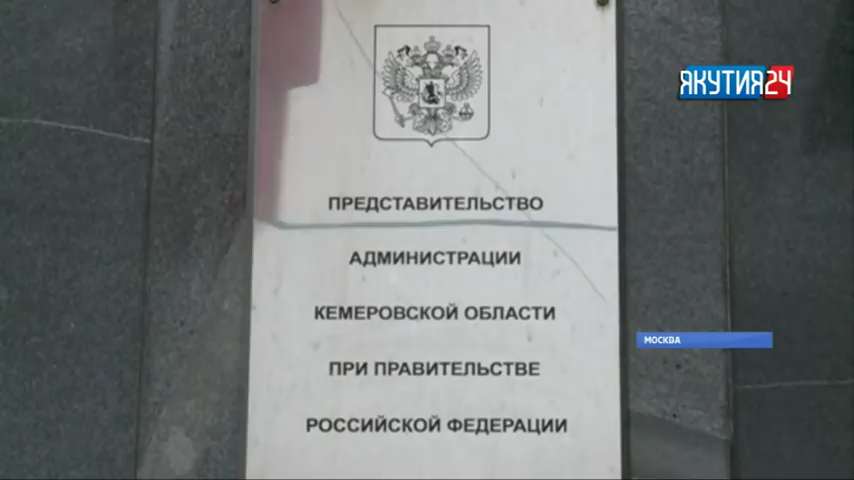 ЯКУТИЯ24
ПРЕДСТАВИТЕЛЬСТВО
АДМИНИСТРАЦИИ
КЕМЕРОВСКОЙ ОБЛАСТИ
МОСКВА
ПРИ ПРАВИТЕЛЬСТВЕ
РОССИЙСКОЙ ФЕДЕРАЦИИ